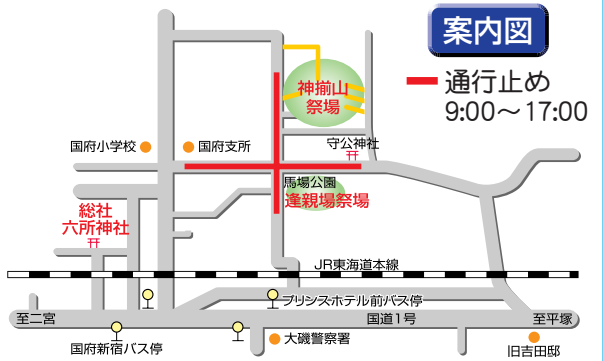 案内図
通行止め
9:00〜17:00
神揃山
祭場
国府小学校
国府支所
守公神社
馬場公園
逢親場祭場
総社
六所神社
JR東海道本線
プリンスホテル前バス停
至二宮
国道1号
至平塚
国府新宿バス停
大磯警察署
旧吉田邸